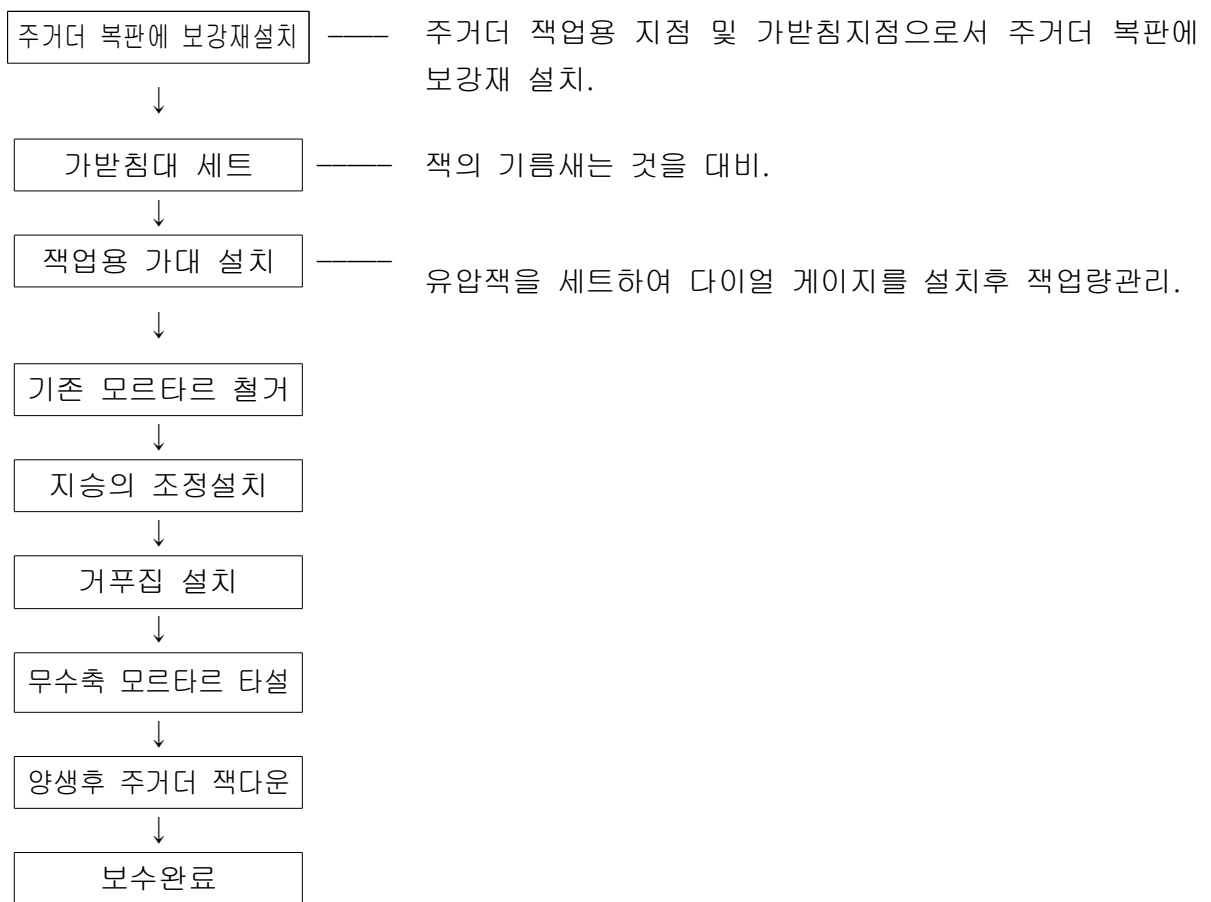 주거더 복판에 보강재설치 ──── 주거더 잭업용 지점 및 가받침지점으로서 주거더 복판에
보강재 설치.
↓
가받침대 세트 ───── 잭의 기름새는 것을 대비.
↓
잭업용 가대 설치 ───── 유압잭을 세트하여 다이얼 게이지를 설치후 잭업량관리.
↓
기존 모르타르 철거
↓
지승의 조정설치
↓
거푸집 설치
↓
무수축 모르타르 타설
↓
양생후 주거더 잭다운
↓
보수완료